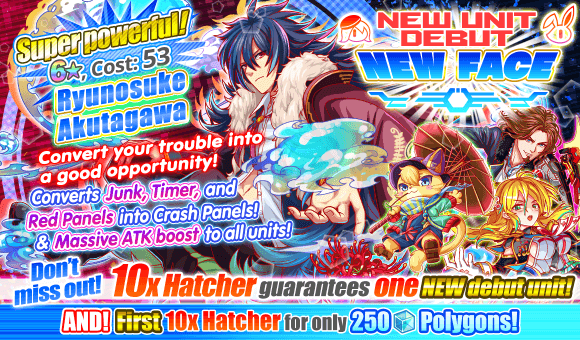 Super powerful!
6★, Cost: 53
Ryunosuke
Akutagawa
NEW UNIT
DEBUT
NEW FACE
Convert your trouble into
a good opportunity!
Converts Junk, Timer, and
Red Panels into Crash Panels!
& Massive ATK boost to all units!
Don't
miss out!
10x Hatcher guarantees one NEW debut unit!
AND! First 10x Hatcher for only 250 Polygons!